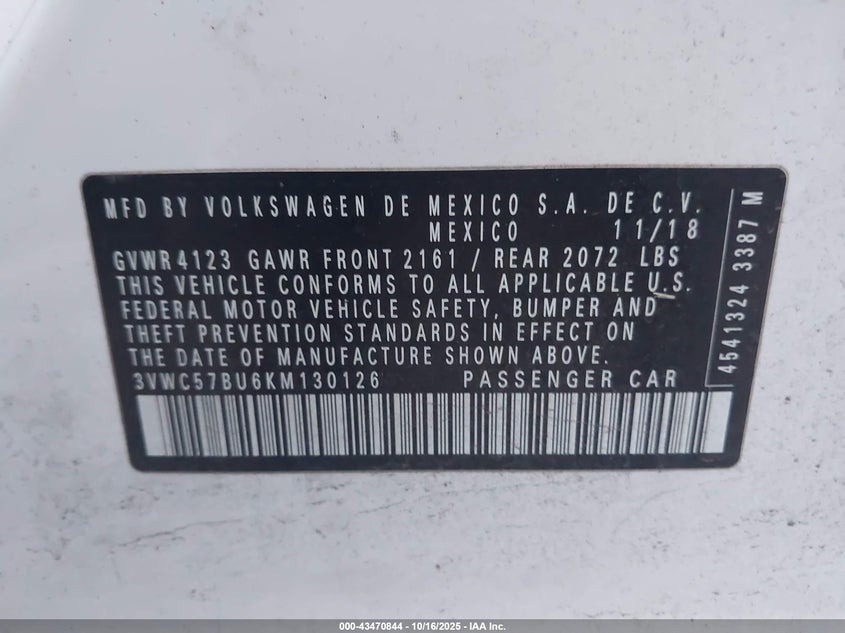 MFD BY VOLKSWAGEN DE MEXICO S.A. DE C.V.
MEXICO 11/18
GVWR 4123 GAWR FRONT 2161 / REAR 2072 LBS
THIS VEHICLE CONFORMS TO ALL APPLICABLE U.S.
FEDERAL MOTOR VEHICLE SAFETY, BUMPER AND
THEFT PREVENTION STANDARDS IN EFFECT ON
THE DATE OF MANUFACTURE SHOWN ABOVE.
3VWC57BU6KM130126 PASSENGER CAR
4541324 3387 M
000-43470844 - 10/16/2025 - IAA Inc.